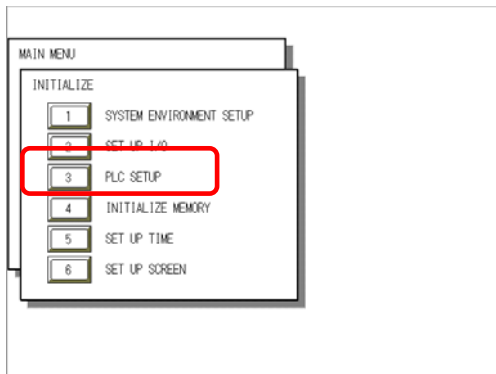 MAIN MENU
INITIALIZE
1 SYSTEM ENVIRONMENT SETUP
2 SET UP I/O
3 PLC SETUP
4 INITIALIZE MEMORY
5 SET UP TIME
6 SET UP SCREEN